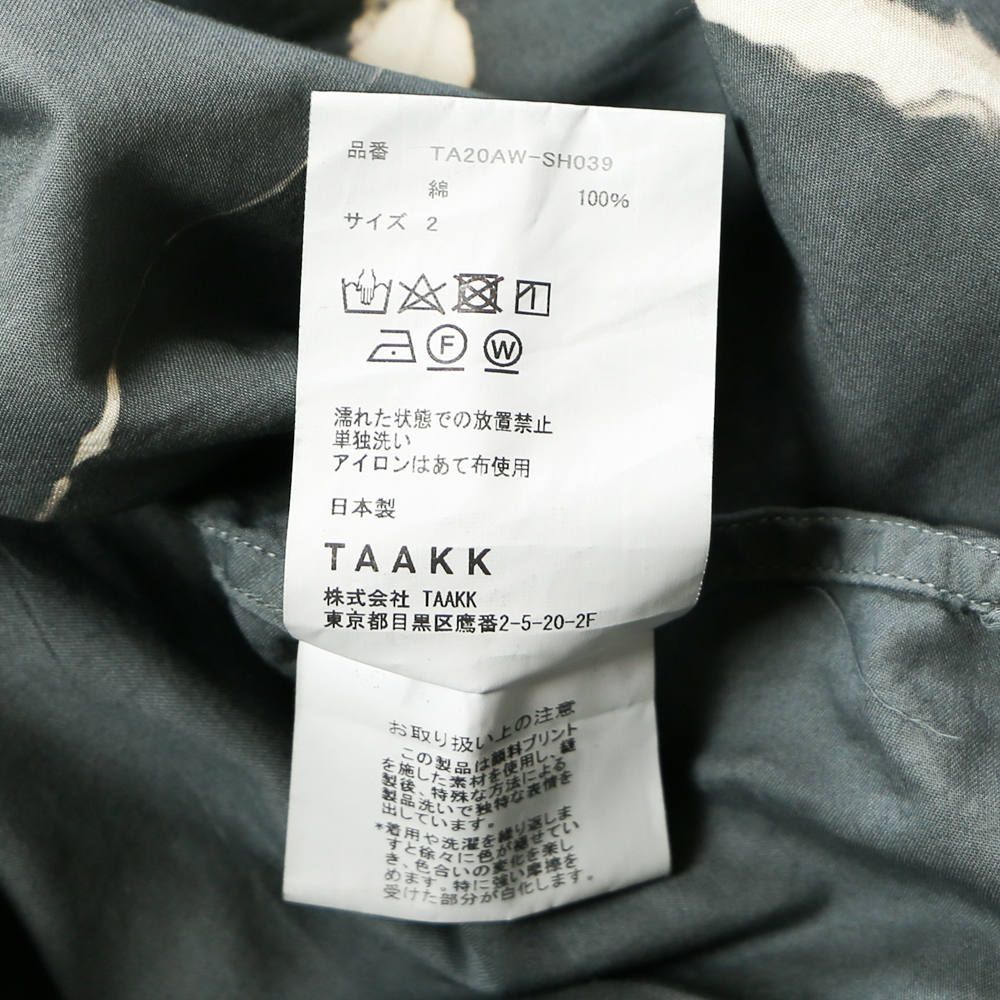 品番 TA20AW-SH039
綿 100%
サイズ 2
F W
濡れた状態での放置禁止
単独洗い
アイロンはあて布使用
日本製
TAAKK
株式会社 TAAKK
東京都目黒区鷹番2-5-20-2F
お取り扱い上の注意
この製品は顔料プリント
を施した素材を使用し、縫
製後、特殊な方法による
製品洗いで独特な表情を
出しています。
*着用や洗濯を繰り返しま
すと徐々に色が褪せてい
き、色合いの変化を楽し
めます。特に強い摩擦を
受けた部分が白化します。